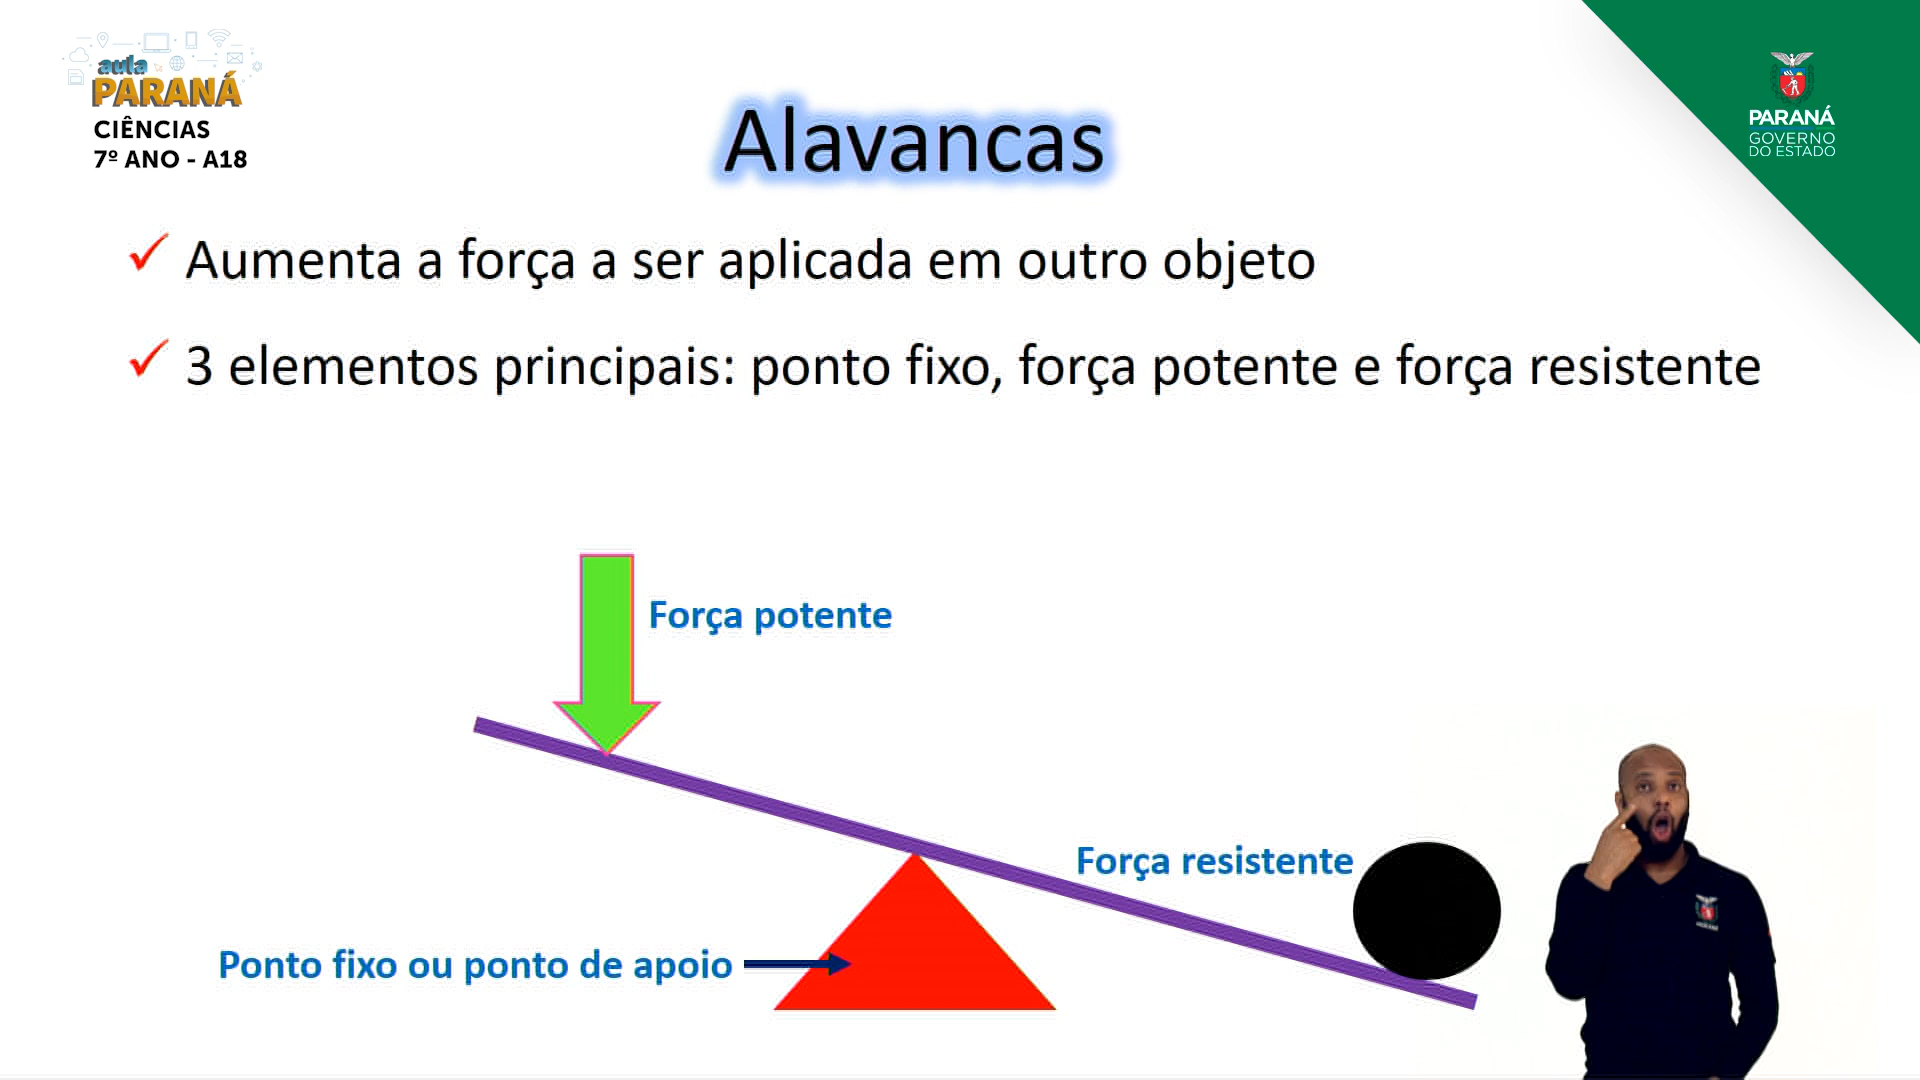 aula
PARANÁ
CIÊNCIAS
7º ANO - A18
PARANÁ
GOVERNO
DO ESTADO
Alavancas
Aumenta a força a ser aplicada em outro objeto
3 elementos principais: ponto fixo, força potente e força resistente
Força potente
Força resistente
Ponto fixo ou ponto de apoio